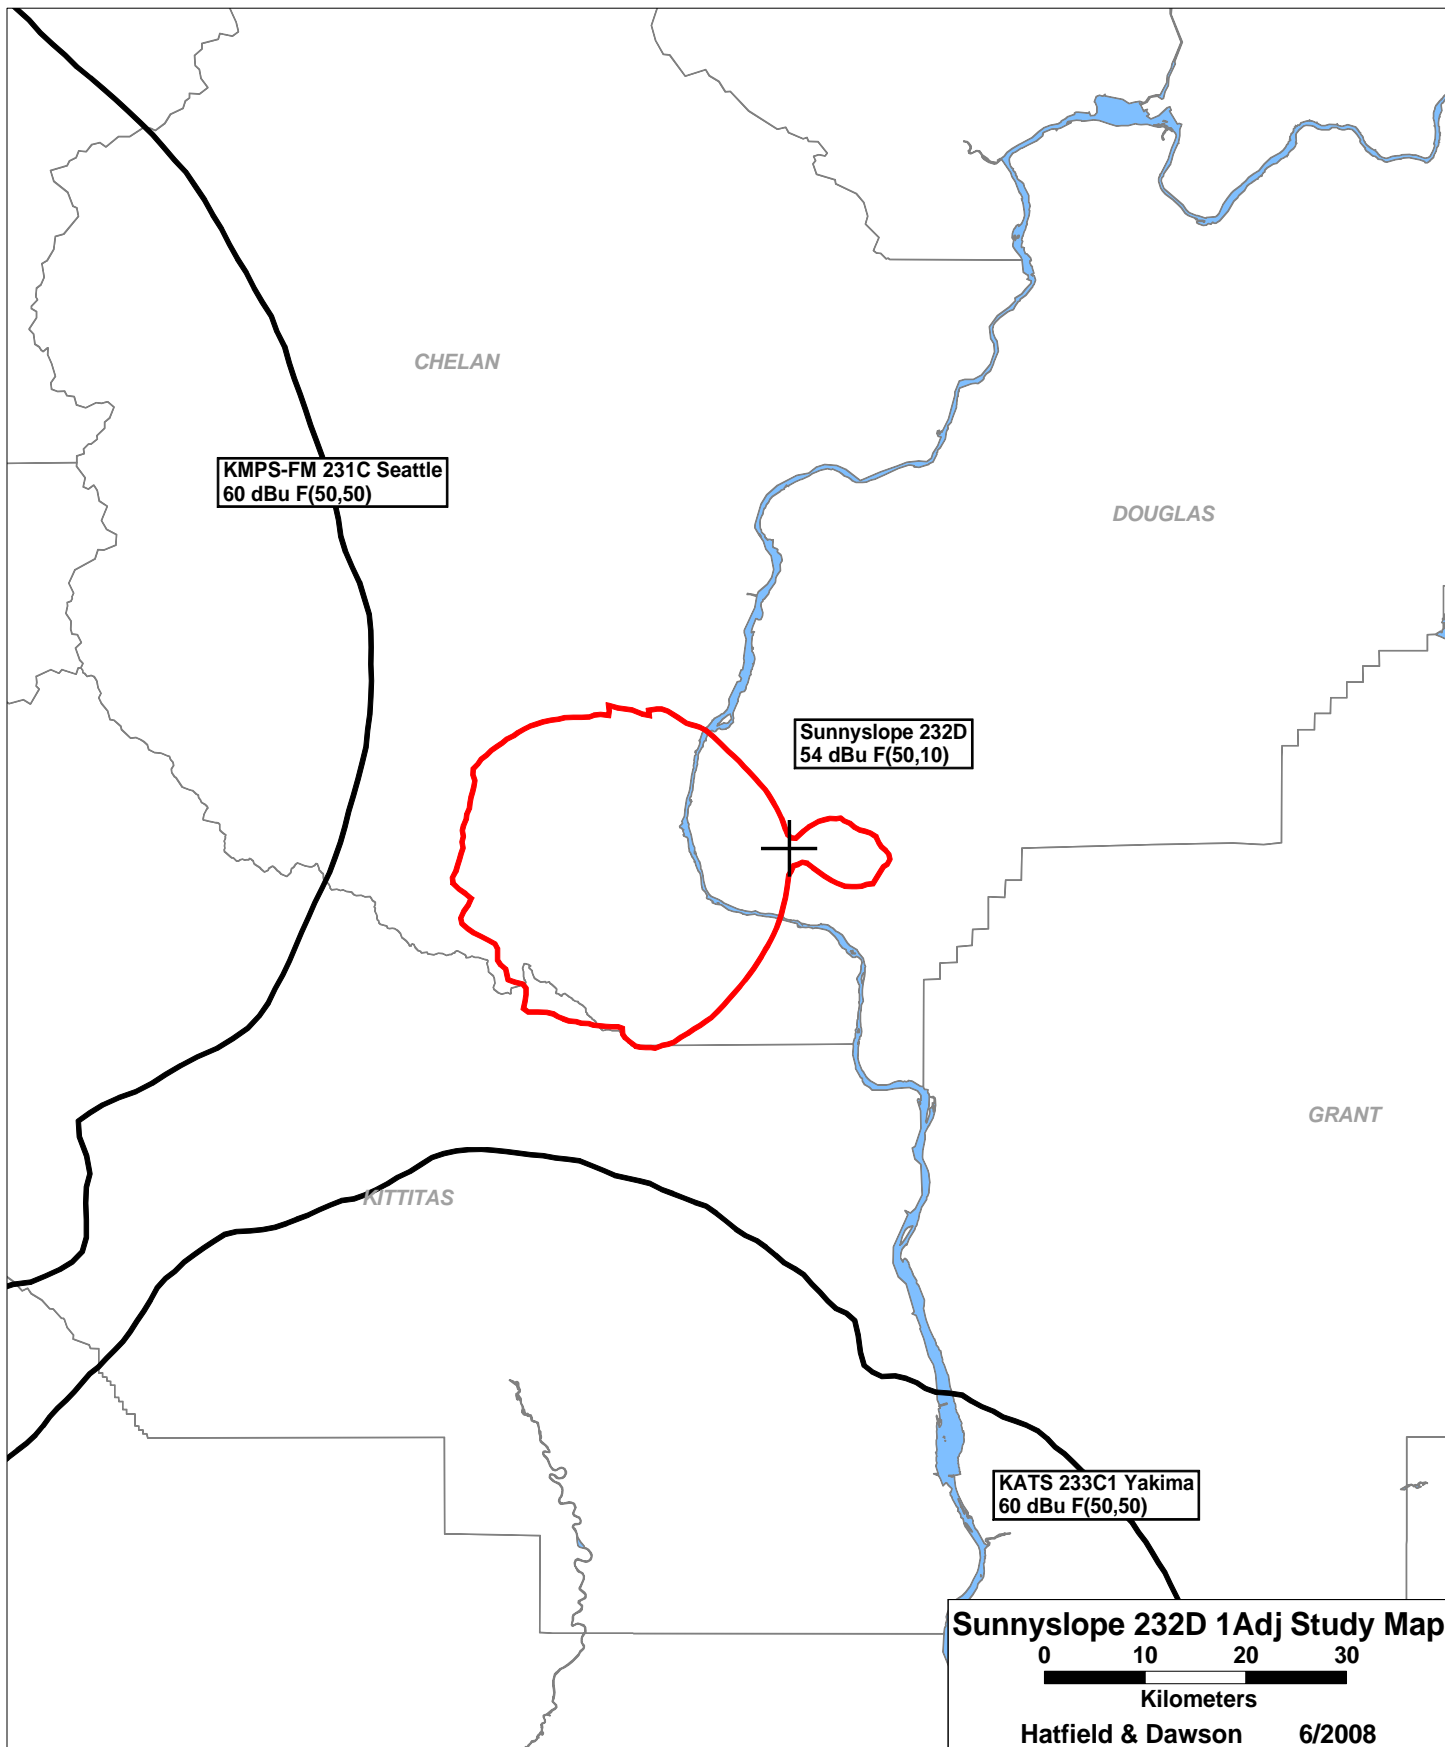 CHELAN
KMPS-FM 231C Seattle
60 dBu F(50,50)
DOUGLAS
Sunnyslope 232D
54 dBu F(50,10)
GRANT
KITTITAS
KATS 233C1 Yakima
60 dBu F(50,50)
Sunnyslope 232D 1Adj Study Map
0 10 20 30
Kilometers
Hatfield & Dawson 6/2008